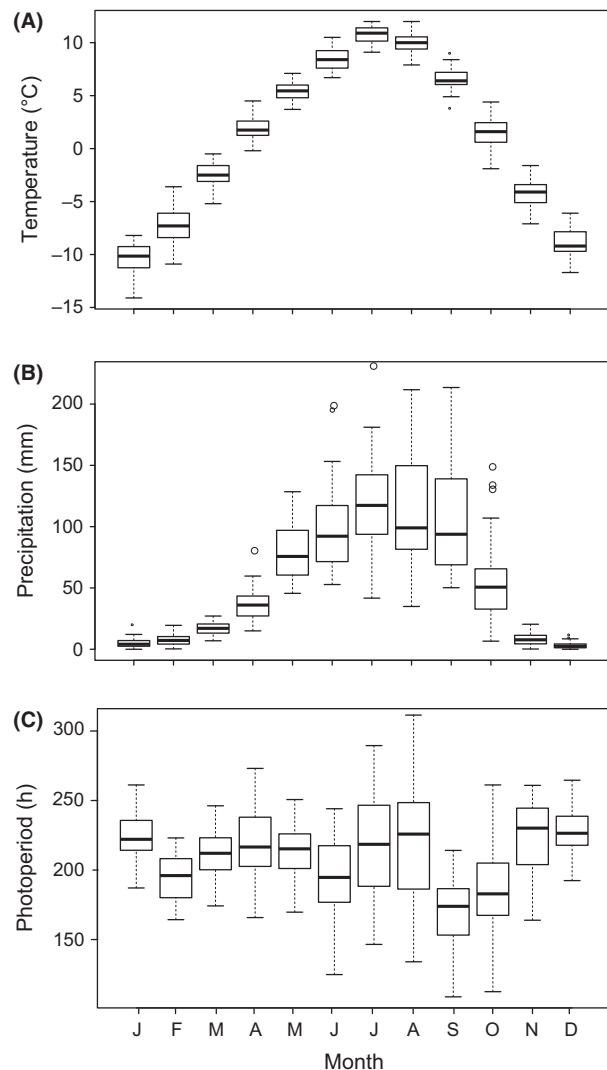 (A)
Temperature (°C)
10
5
0
−5
−10
−15
(B)
Precipitation (mm)
200
150
100
50
0
(C)
Photoperiod (h)
300
250
200
150
J F M A M J J A S O N D
Month